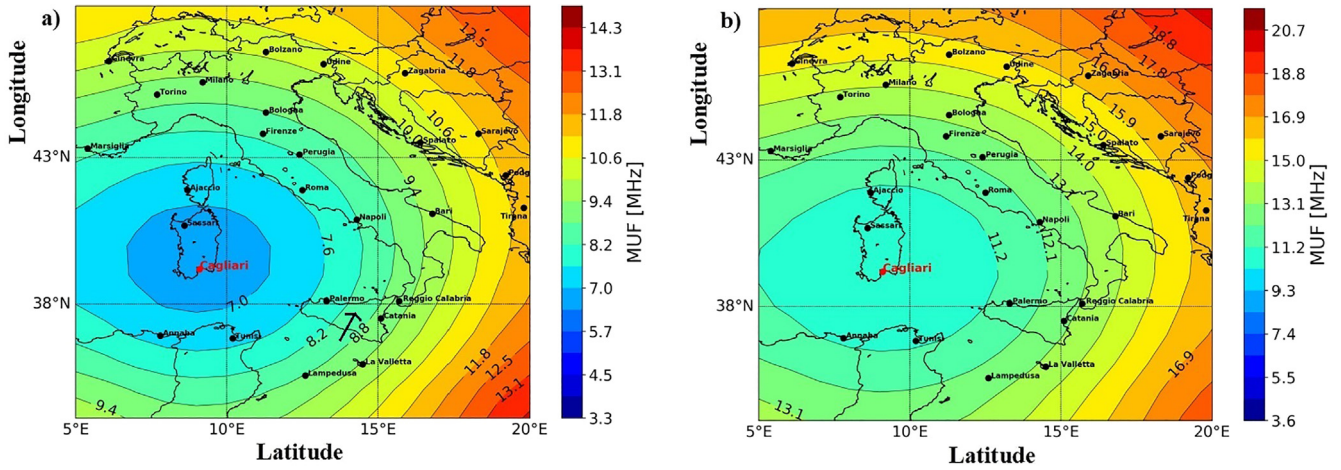 a)
Longitude
43°N
38°N
5°E
10°E
15°E
20°E
Latitude
Ginevra
Bolzano
Udine
Zagabria
Milano
Torino
Bologna
Firenze
Marsiglia
Perugia
Spalato
Sarajevo
Podg
Ajaccio
Roma
Tirana
Sassari
Napoli
Bari
Cagliari
Palermo
Reggio Calabria
Catania
Annaba
Tunisi
La Valletta
Lampedusa
12.5
11.8
10.6
10.0
7.6
7.0
8.2
8.8
9.4
11.8
12.5
13.1
14.3
13.1
11.8
10.6
9.4
8.2
7.0
5.7
4.5
3.3
MUF [MHz]
b)
Longitude
43°N
38°N
5°E
10°E
15°E
20°E
Latitude
Ginevra
Bolzano
Udine
Zagabria
Milano
Torino
Bologna
Firenze
Marsiglia
Perugia
Spalato
Sarajevo
Podg
Ajaccio
Roma
Tirana
Sassari
Napoli
Bari
Cagliari
Palermo
Reggio Calabria
Catania
Annaba
Tunisi
La Valletta
Lampedusa
18.8
17.8
15.9
15.0
14.0
12.1
11.2
13.1
16.9
20.7
18.8
16.9
15.0
13.1
11.2
9.3
7.4
5.5
3.6
MUF [MHz]